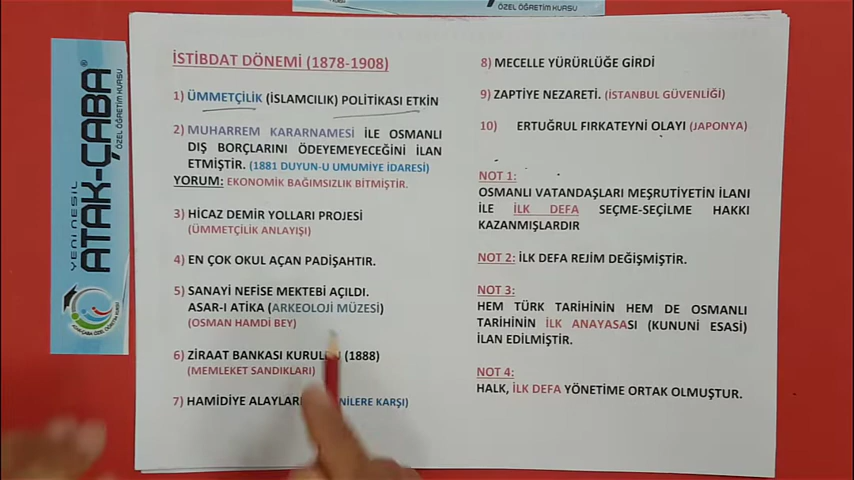 ÖZEL ÖĞRETİM KURSU
YENİ NESİL
ATAK-ÇABA®
ÖZEL ÖĞRETİM KURSU
İSTİBDAT DÖNEMİ (1878-1908)
1) ÜMMETÇİLİK (İSLAMCILIK) POLİTİKASI ETKİN
2) MUHARREM KARARNAMESİ İLE OSMANLI
DIŞ BORÇLARINI ÖDEYEMEYECEĞİNİ İLAN
ETMİŞTİR. (1881 DUYUN-U UMUMİYE İDARESİ)
YORUM: EKONOMİK BAĞIMSIZLIK BİTMİŞTİR.
3) HİCAZ DEMİR YOLLARI PROJESİ
(ÜMMETÇİLİK ANLAYIŞI)
4) EN ÇOK OKUL AÇAN PADİŞAHTIR.
5) SANAYİ NEFİSE MEKTEBİ AÇILDI.
ASAR-I ATİKA (ARKEOLOJİ MÜZESİ)
(OSMAN HAMDİ BEY)
6) ZİRAAT BANKASI (1888)
(MEMLEKET SANDIKLARI)
7) HAMİDİYE KARŞI)
8) MECELLE YÜRÜRLÜĞE GİRDİ
9) ZAPTİYE NEZARETİ. (İSTANBUL GÜVENLİĞİ)
10) ERTUĞRUL FIRKATEYNİ OLAYI (JAPONYA)
NOT 1:
OSMANLI VATANDAŞLARI MEŞRUTİYETİN İLANI
İLE İLK DEFA SEÇME-SEÇİLME HAKKI
KAZANMIŞLARDIR
NOT 2: İLK DEFA REJİM DEĞİŞMİŞTİR.
NOT 3:
HEM TÜRK TARİHİNİN HEM DE OSMANLI
TARİHİNİN İLK ANAYASASI (KUNUNİ ESASİ)
İLAN EDİLMİŞTİR.
NOT 4:
HALK, İLK DEFA YÖNETİME ORTAK OLMUŞTUR.